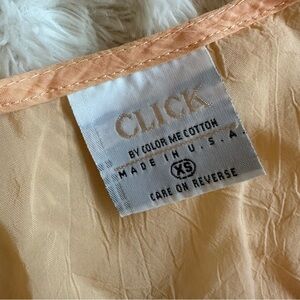 CLICK
BY COLOR ME COTTON
MADE IN U.S.A.
XS
CARE ON REVERSE